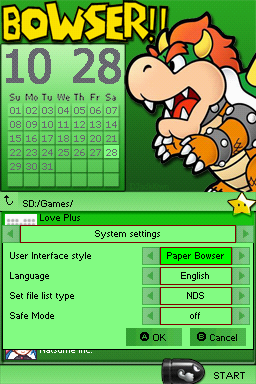 BOWSER!!
10 28
Su Mo Tu We Th Fr Sa
01 02 03 04 05 06 07
08 09 10 11 12 13 14
15 16 17 18 19 20 21
22 23 24 25 26 27 28
SD:/Games/
Love Plus
System settings
User Interface style Paper Bowser
Language English
Set file list type NDS
Safe Mode off
A OK B Cancel
Natsume Inc.
START